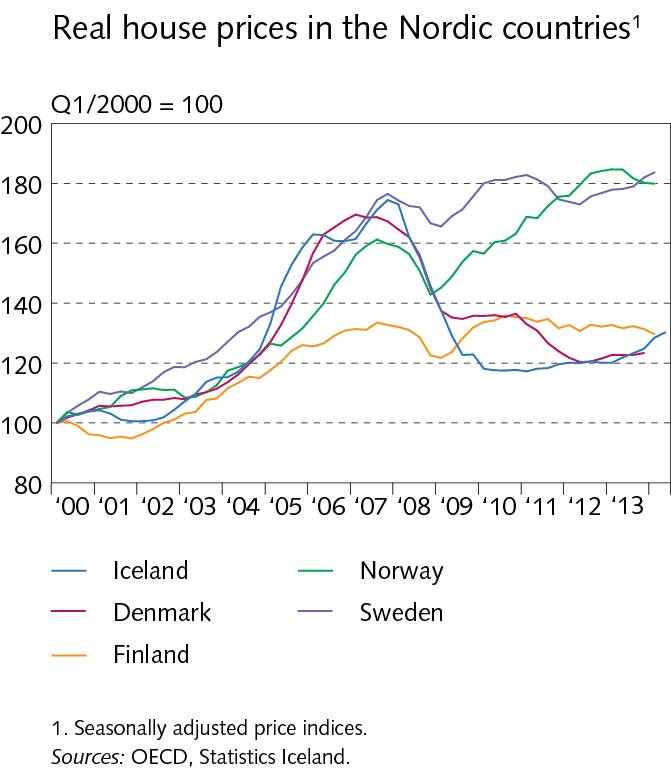 Real house prices in the Nordic countries¹
Q1/2000 = 100
200
180
160
140
120
100
80
‘00 ‘01 ‘02 ‘03 ‘04 ‘05 ‘06 ‘07 ‘08 ‘09 ‘10 ‘11 ‘12 ‘13
Iceland
Denmark
Finland
Norway
Sweden
1. Seasonally adjusted price indices.
Sources: OECD, Statistics Iceland.